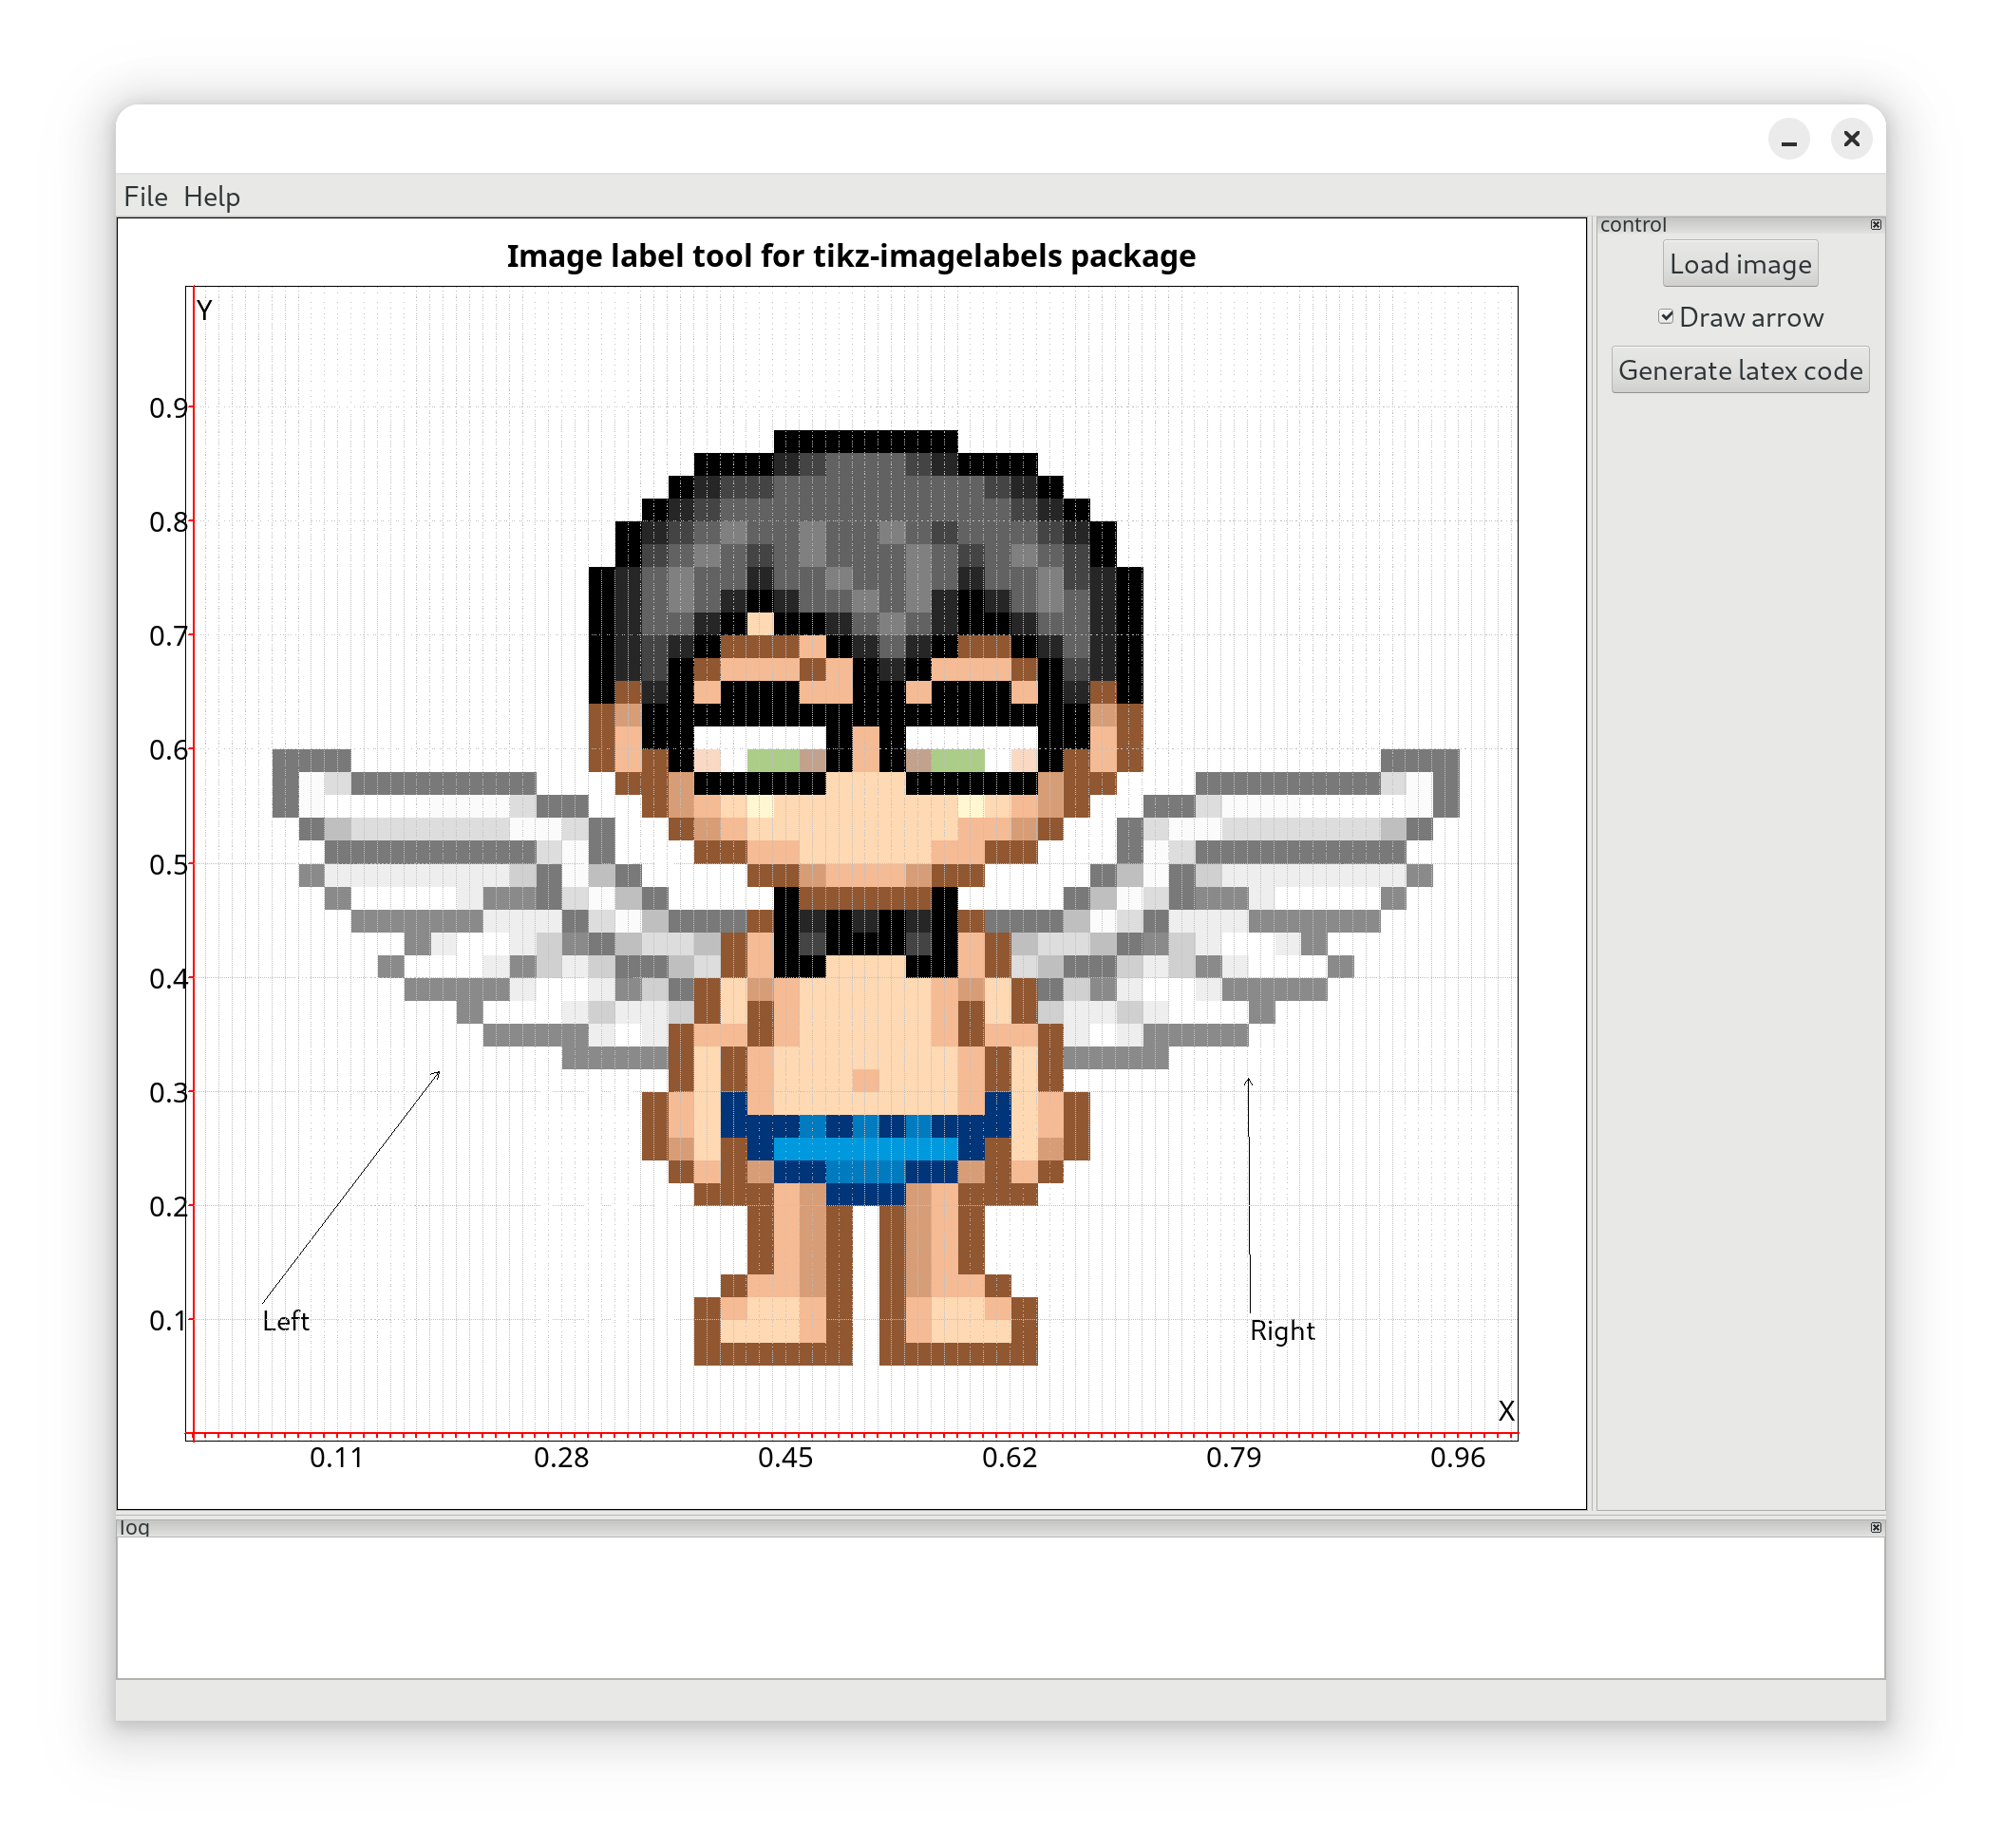 File Help
control
Load image
Draw arrow
Generate latex code
Image label tool for tikz-imagelabels package
Y
0.9
0.8
0.7
0.6
0.5
0.4
0.3
0.2
0.1
Left
Right
X
0.11 0.28 0.45 0.62 0.79 0.96
log